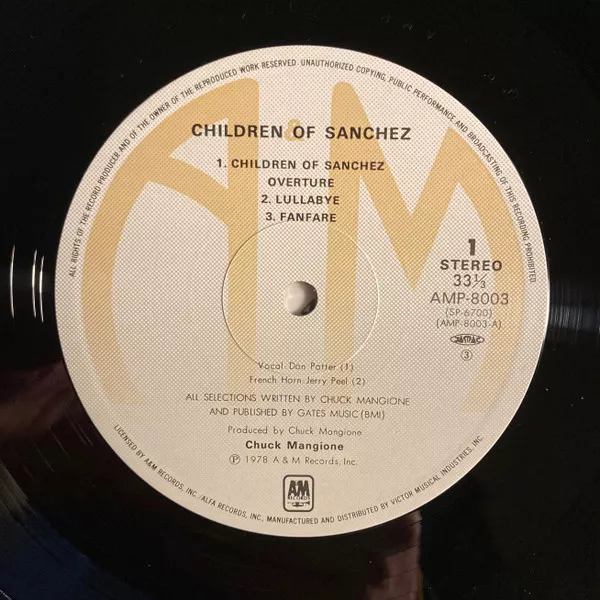 ALL RIGHTS OF THE RECORD PRODUCER AND OF THE OWNER OF THE REPRODUCED WORK RESERVED. UNAUTHORIZED COPYING, PUBLIC PERFORMANCE AND BROADCASTING OF THIS RECORDING PROHIBITED
A&M
CHILDREN OF SANCHEZ
1. CHILDREN OF SANCHEZ
OVERTURE
2. LULLABYE
3. FANFARE
1
STEREO
33⅓
AMP-8003
(SP-6700)
(AMP-8003-A)
JASRAC
③
Vocal: Don Potter (1)
French Horn: Jerry Peel (2)
ALL SELECTIONS WRITTEN BY CHUCK MANGIONE
AND PUBLISHED BY GATES MUSIC (BMI)
Produced by Chuck Mangione
Chuck Mangione
Ⓟ 1978 A & M Records, Inc.
A&M
RECORDS
LICENSED BY A&M RECORDS, INC./ALFA RECORDS, INC., MANUFACTURED AND DISTRIBUTED BY VICTOR MUSICAL INDUSTRIES, INC.